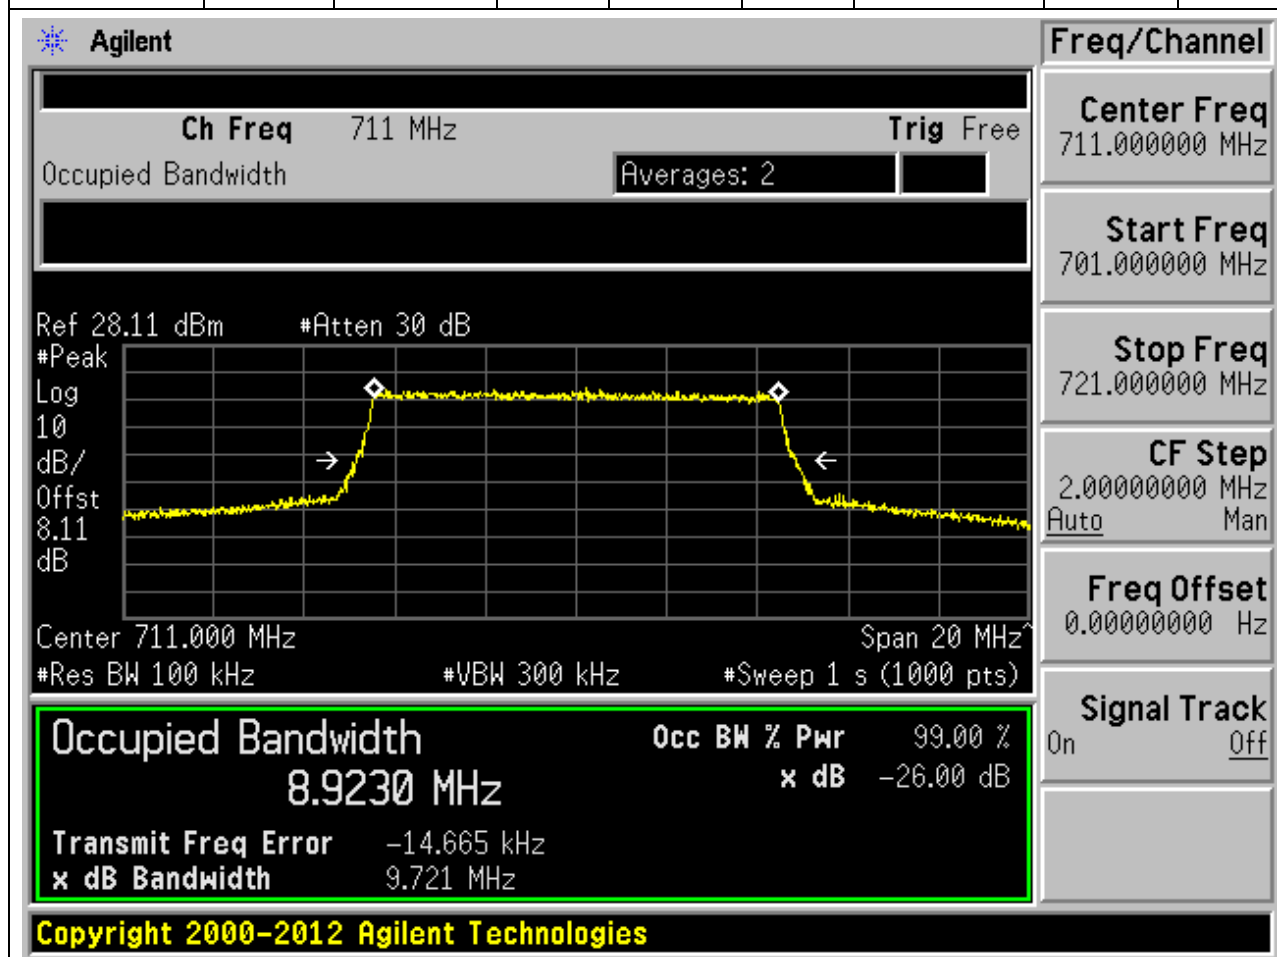 Agilent
Freq/Channel
Ch Freq 711 MHz Trig Free
Occupied Bandwidth Averages: 2
Center Freq
711.000000 MHz
Start Freq
701.000000 MHz
Stop Freq
721.000000 MHz
CF Step
2.00000000 MHz
Auto Man
Freq Offset
0.00000000 Hz
Signal Track
On Off
Ref 28.11 dBm #Atten 30 dB
#Peak
Log
10
dB/
Offst
8.11
dB
Center 711.000 MHz Span 20 MHz^
#Res BW 100 kHz #VBW 300 kHz #Sweep 1 s (1000 pts)
Occupied Bandwidth Occ BW % Pwr 99.00 %
8.9230 MHz x dB -26.00 dB
Transmit Freq Error -14.665 kHz
x dB Bandwidth 9.721 MHz
Copyright 2000-2012 Agilent Technologies